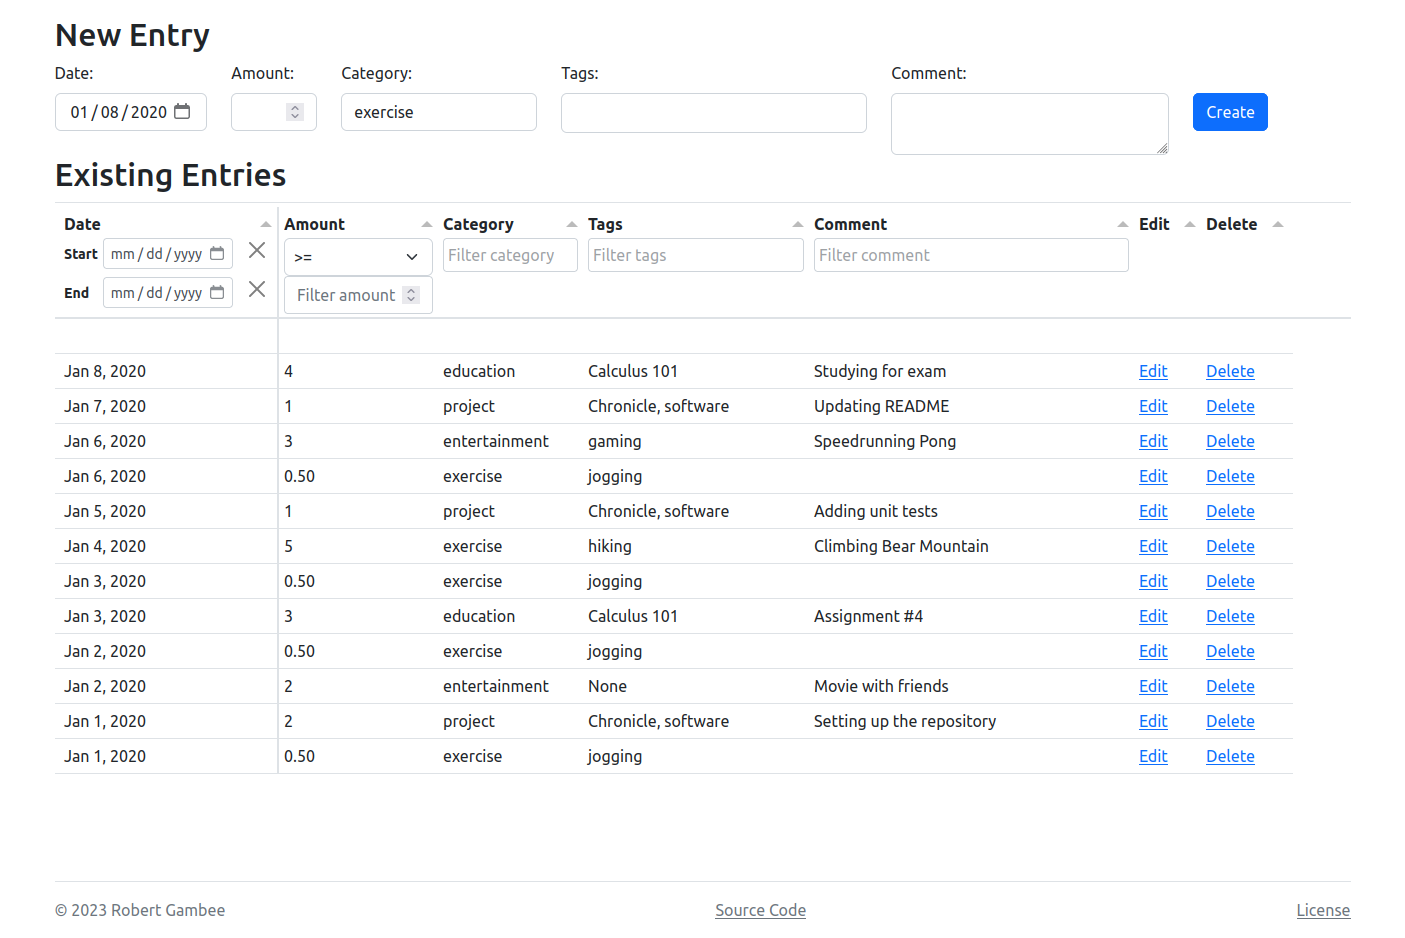 New Entry
Date: Amount: Category: Tags: Comment:
01/08/2020 exercise Create
Existing Entries
Date Amount Category Tags Comment Edit Delete
Start mm/dd/yyyy >= Filter category Filter tags Filter comment
End mm/dd/yyyy Filter amount
Jan 8, 2020 4 education Calculus 101 Studying for exam Edit Delete
Jan 7, 2020 1 project Chronicle, software Updating README Edit Delete
Jan 6, 2020 3 entertainment gaming Speedrunning Pong Edit Delete
Jan 6, 2020 0.50 exercise jogging Edit Delete
Jan 5, 2020 1 project Chronicle, software Adding unit tests Edit Delete
Jan 4, 2020 5 exercise hiking Climbing Bear Mountain Edit Delete
Jan 3, 2020 0.50 exercise jogging Edit Delete
Jan 3, 2020 3 education Calculus 101 Assignment #4 Edit Delete
Jan 2, 2020 0.50 exercise jogging Edit Delete
Jan 2, 2020 2 entertainment None Movie with friends Edit Delete
Jan 1, 2020 2 project Chronicle, software Setting up the repository Edit Delete
Jan 1, 2020 0.50 exercise jogging Edit Delete
© 2023 Robert Gambee Source Code License